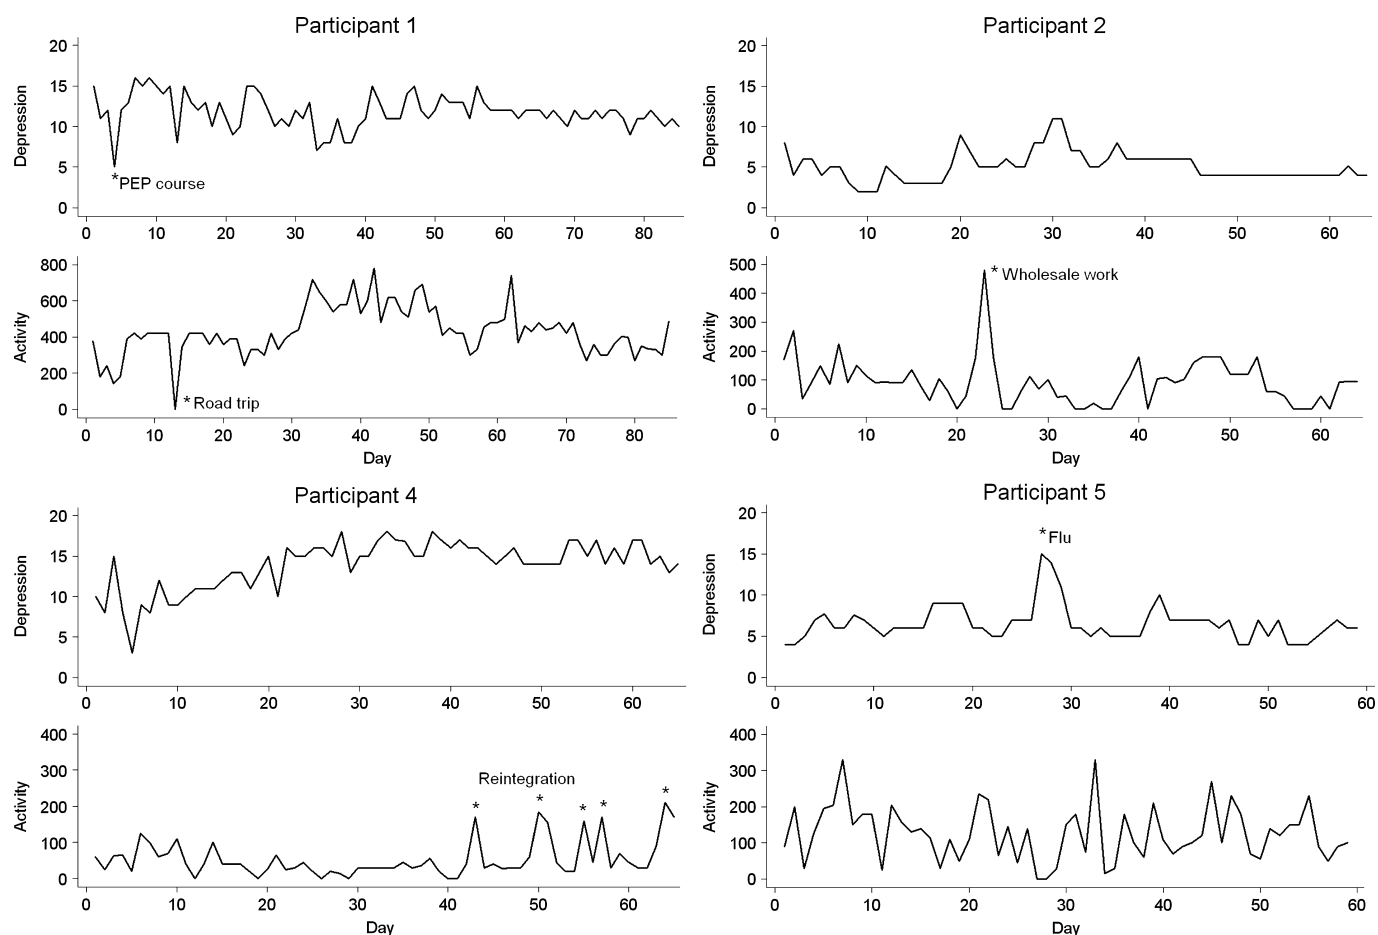 Participant 1
20
15
10
5
0
Depression
*PEP course
0 10 20 30 40 50 60 70 80
800
600
400
200
0
Activity
*Road trip
0 10 20 30 40 50 60 70 80
Day
Participant 2
20
15
10
5
0
Depression
0 10 20 30 40 50 60
500
400
300
200
100
0
Activity
* Wholesale work
0 10 20 30 40 50 60
Day
Participant 4
20
15
10
5
0
Depression
0 10 20 30 40 50 60
400
300
200
100
0
Activity
Reintegration
* * * * *
0 10 20 30 40 50 60
Day
Participant 5
20
15
10
5
0
Depression
*Flu
0 10 20 30 40 50 60
400
300
200
100
0
Activity
0 10 20 30 40 50 60
Day